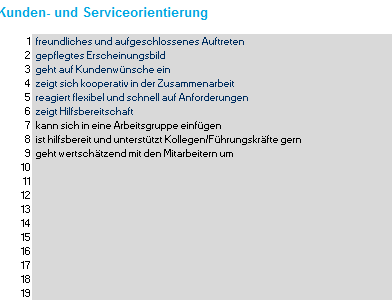 Kunden- und Serviceorientierung
1 freundliches und aufgeschlossenes Auftreten
2 gepflegtes Erscheinungsbild
3 geht auf Kundenwünsche ein
4 zeigt sich kooperativ in der Zusammenarbeit
5 reagiert flexibel und schnell auf Anforderungen
6 zeigt Hilfsbereitschaft
7 kann sich in eine Arbeitsgruppe einfügen
8 ist hilfsbereit und unterstützt Kollegen/Führungskräfte gern
9 geht wertschätzend mit den Mitarbeitern um
10
11
12
13
14
15
16
17
18
19